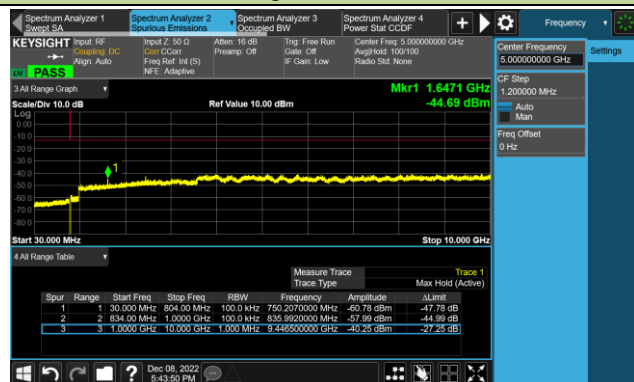 Spectrum Analyzer 1
Swept SA
Spectrum Analyzer 2
Spurious Emissions
Spectrum Analyzer 3
Occupied BW
Spectrum Analyzer 4
Power Stat CCDF
Frequency
KEYSIGHT
Input: RF
Coupling: DC
Align: Auto
Input Z: 50 Ω
Corr CCorr
Freq Ref: Int (S)
NFE: Adaptive
Atten: 16 dB
Preamp: Off
Trig: Free Run
Gate: Off
IF Gain: Low
Center Freq: 5.000000000 GHz
Avg|Hold: 100/100
Radio Std: None
PASS
3 All Range Graph
Mkr1 1.6471 GHz
Scale/Div 10.0 dB
Ref Value 10.00 dBm
-44.69 dBm
Log
0.00
-10.0
-20.0
-30.0
-40.0
-50.0
-60.0
-70.0
-80.0
1
Start 30.000 MHz
Stop 10.000 GHz
4 All Range Table
Measure Trace Trace 1
Trace Type Max Hold (Active)
Spur Range Start Freq Stop Freq RBW Frequency Amplitude ΔLimit
1 1 30.000 MHz 804.00 MHz 100.0 kHz 750.2070000 MHz -60.78 dBm -47.78 dB
2 2 834.00 MHz 1.0000 GHz 100.0 kHz 835.9920000 MHz -57.99 dBm -44.99 dB
3 3 1.0000 GHz 10.000 GHz 1.000 MHz 9.446500000 GHz -40.25 dBm -27.25 dB
Dec 08, 2022
5:43:50 PM
Center Frequency
5.000000000 GHz
Settings
CF Step
1.200000 MHz
Auto
Man
Freq Offset
0 Hz